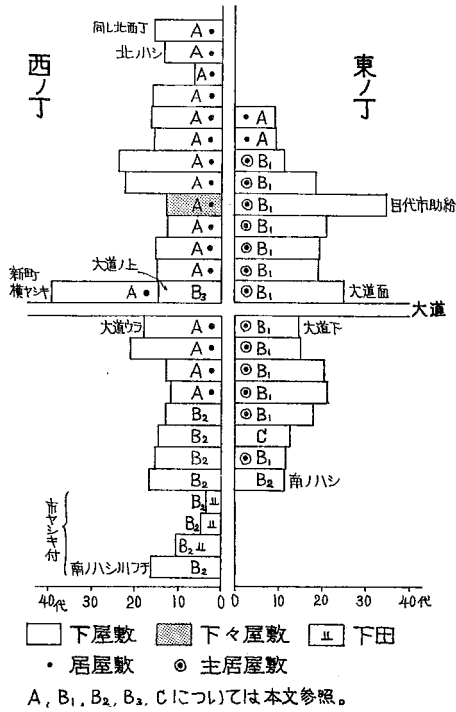 同し北西丁
北ノハシ
西ノ丁
東ノ丁
A •
A •
A •
A •
A •
• A
A •
• A
A •
◉ B₁
A •
◉ B₁
A •
◉ B₁
目代市助給
A •
◉ B₁
A •
◉ B₁
大道ノ上
A •
◉ B₁
新町
横ヤシキ
A •
B₃
◉ B₁
大道面
大道
大道ウラ
A •
◉ B₁
大道下
A •
◉ B₁
A •
◉ B₁
A •
◉ B₁
B₂
◉ B₁
B₂
C
B₂
◉ B₁
B₂
B₂
南ノハシ
市ヤシキ付
B₂ 〣
B₂ 〣
B₂ 〣
南ノハシ川フチ
B₂
40代 30 20 10 0
0 10 20 30 40代
下屋敷 下々屋敷 下田
• 居屋敷 ◉ 主居屋敷
A, B₁, B₂, B₃, Cについては本文参照。